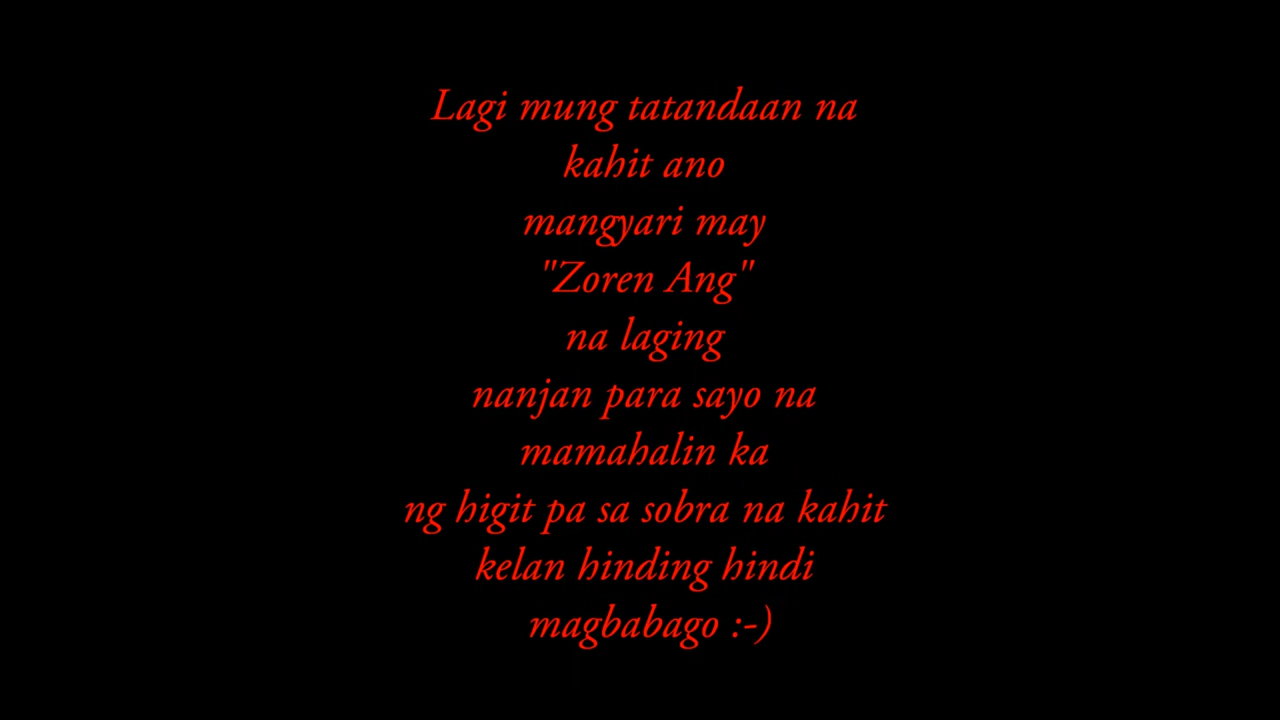 Lagi mung tatandaan na
kahit ano
mangyari may
"Zoren Ang"
na laging
nanjan para sayo na
mamahalin ka
ng higit pa sa sobra na kahit
kelan hinding hindi
magbabago :-)